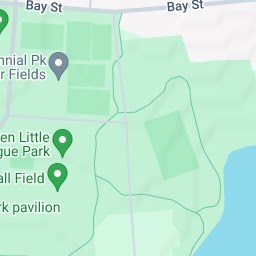 Bay St
Bay St
nnial Pk
r Fields
en Little
gue Park
all Field
rk pavilion